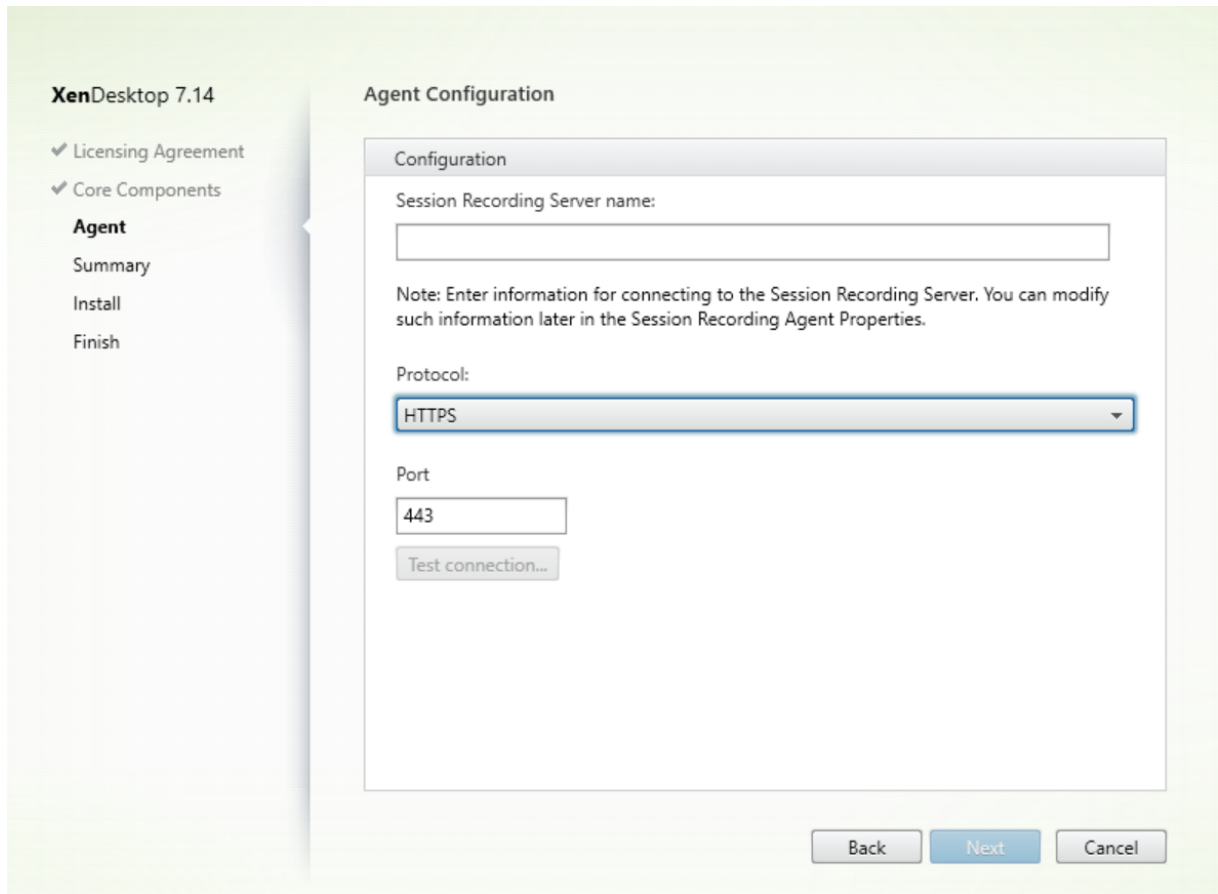 XenDesktop 7.14
Licensing Agreement
Core Components
Agent
Summary
Install
Finish
Agent Configuration
Configuration
Session Recording Server name:
Note: Enter information for connecting to the Session Recording Server. You can modify
such information later in the Session Recording Agent Properties.
Protocol:
HTTPS
Port
443
Test connection...
Back
Next
Cancel